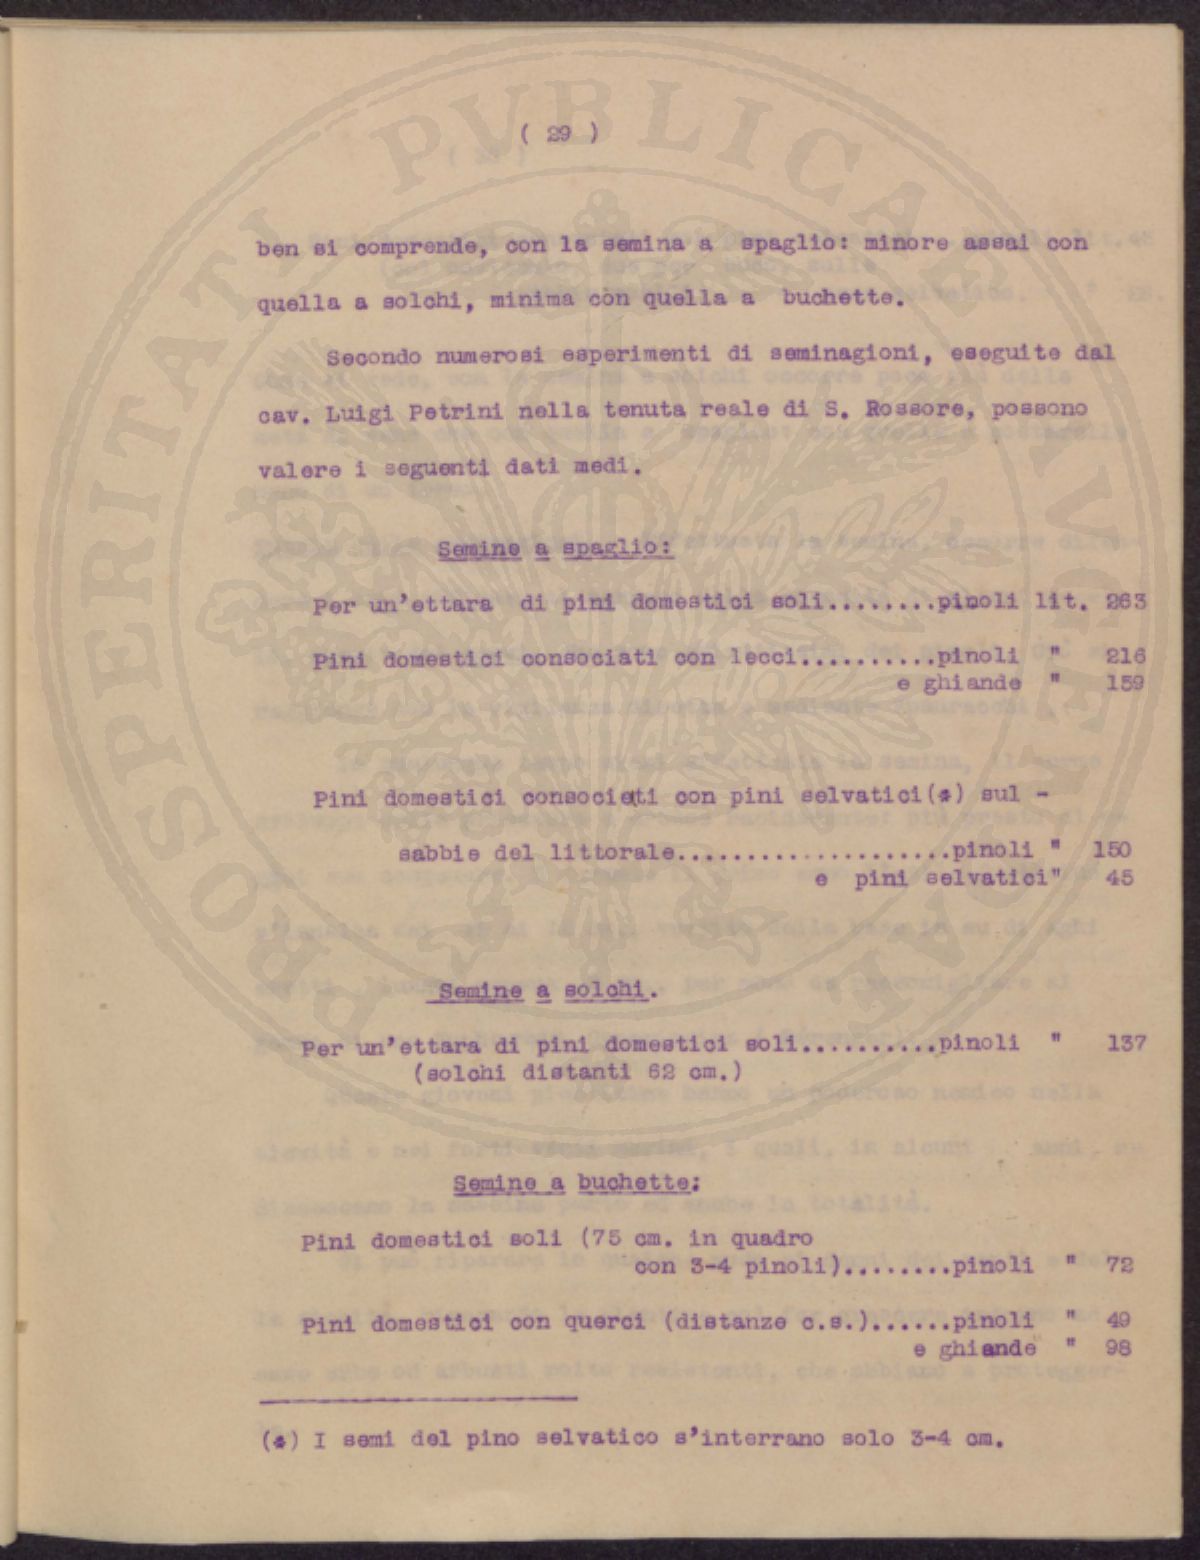 ( 29 )
ben si comprende, con la semina a spaglio: minore assai con
quella a solchi, minima con quella a buchette.
Secondo numerosi esperimenti di seminagioni, eseguite dal
cav. Luigi Petrini nella tenuta reale di S. Rossore, possono
valere i seguenti dati medi.
Semine a spaglio:
Per un'ettara di pini domestici soli........pinoli lit. 263
Pini domestici consociati con lecci..........pinoli " 216
e ghiande " 159
Pini domestici consociati con pini selvatici(*) sul -
sabbie del littorale....................pinoli " 150
e pini selvatici" 45
Semine a solchi.
Per un'ettara di pini domestici soli..........pinoli " 137
(solchi distanti 62 cm.)
Semine a buchette:
Pini domestici soli (75 cm. in quadro
con 3-4 pinoli)........pinoli " 72
Pini domestici con querci (distanze c.s.)......pinoli " 49
e ghiande " 98
(*) I semi del pino selvatico s'interrano solo 3-4 cm.
PROSPERITATI PUBLICAE AUGENDAE